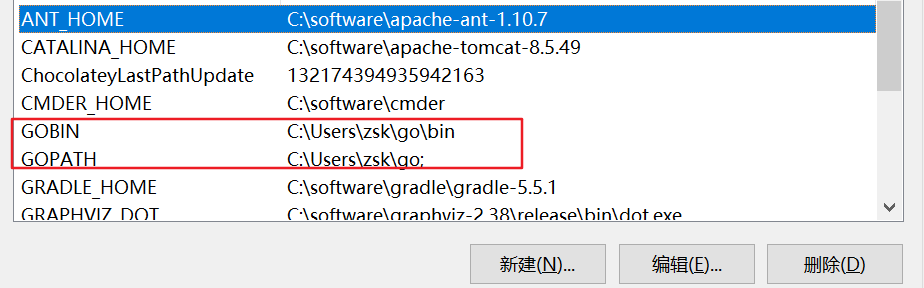 ANT_HOME C:\software\apache-ant-1.10.7
CATALINA_HOME C:\software\apache-tomcat-8.5.49
ChocolateyLastPathUpdate 132174394935942163
CMDER_HOME C:\software\cmder
GOBIN C:\Users\zsk\go\bin
GOPATH C:\Users\zsk\go;
GRADLE_HOME C:\software\gradle\gradle-5.5.1
GRAPHVIZ_DOT C:\software\graphviz-2.38\release\bin\dot.exe
新建(N)... 编辑(E)... 删除(D)